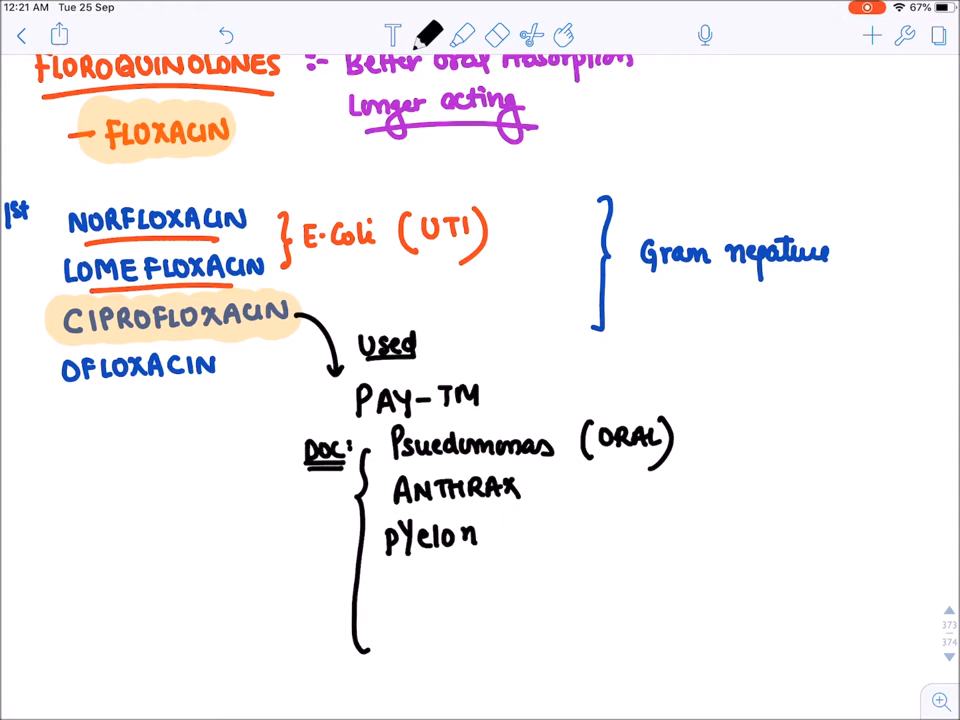 12:21 AM Tue 25 Sep
67%
T
FLOROQUINOLONES :- Better oral Adsorption
Longer acting
- FLOXACIN
1st
NORFLOXACIN } E.Coli (UTI)
LOMEFLOXACIN
} Gram negative
CIPROFLOXACIN
OFLOXACIN
Used
PAY-TM
DOC: { Psuedumonas (ORAL)
ANTHRAX
pYelon
373
374